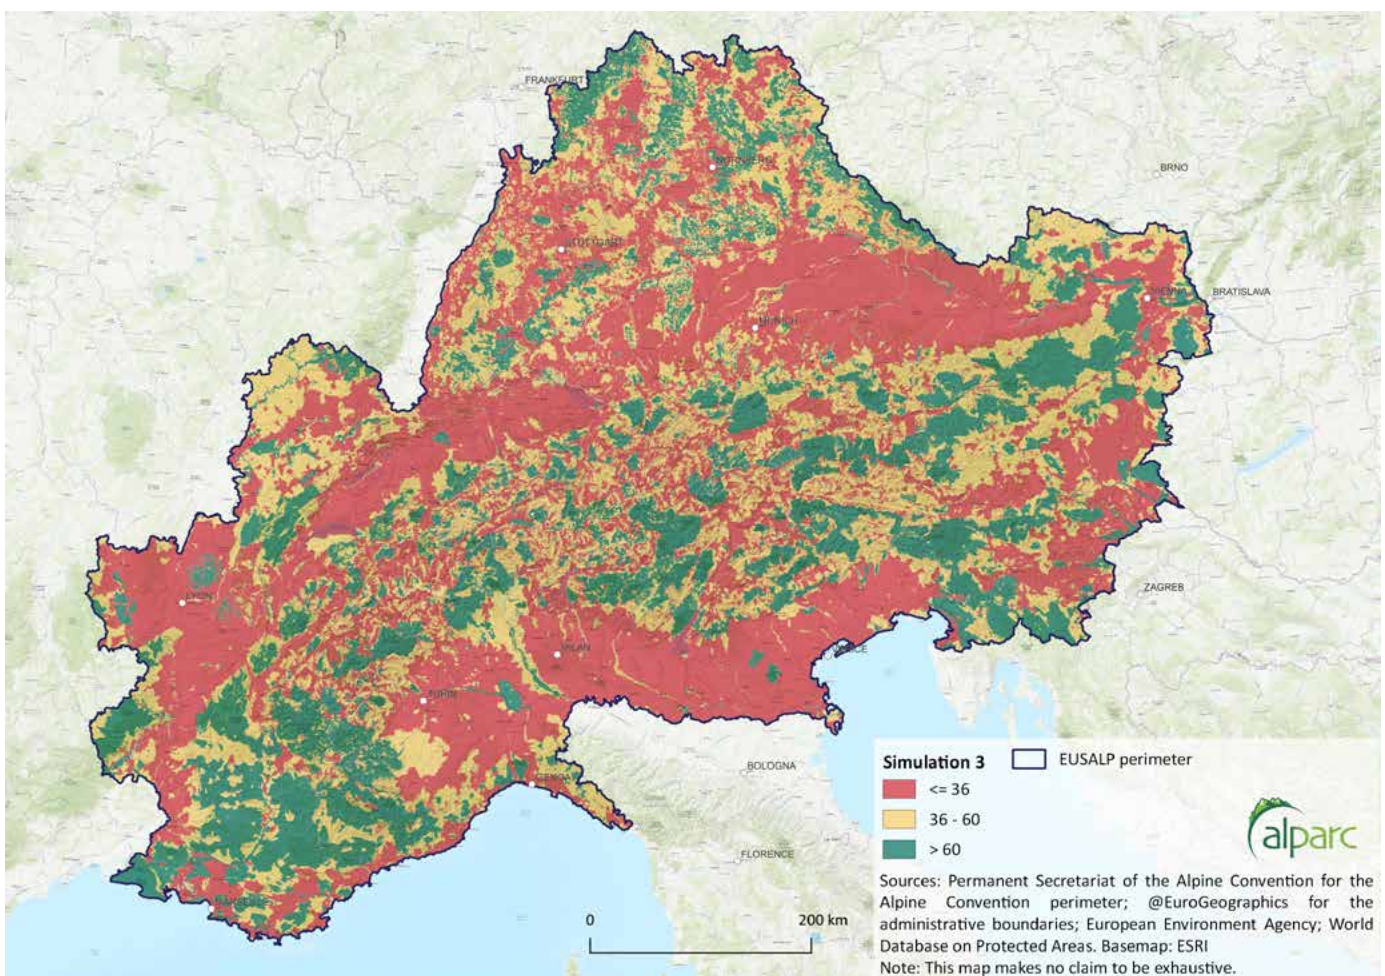 FRANKFURT
NÜRNBERG
BRNO
STUTTGART
VIENNA
BRATISLAVA
MUNICH
LYON
ZAGREB
MILAN
VENICE
TURIN
GENOA
BOLOGNA
FLORENCE
MARSEILLE
Simulation 3
EUSALP perimeter
<= 36
36 - 60
> 60
alparc
0
200 km
Sources: Permanent Secretariat of the Alpine Convention for the
Alpine Convention perimeter; @EuroGeographics for the
administrative boundaries; European Environment Agency; World
Database on Protected Areas. Basemap: ESRI
Note: This map makes no claim to be exhaustive.